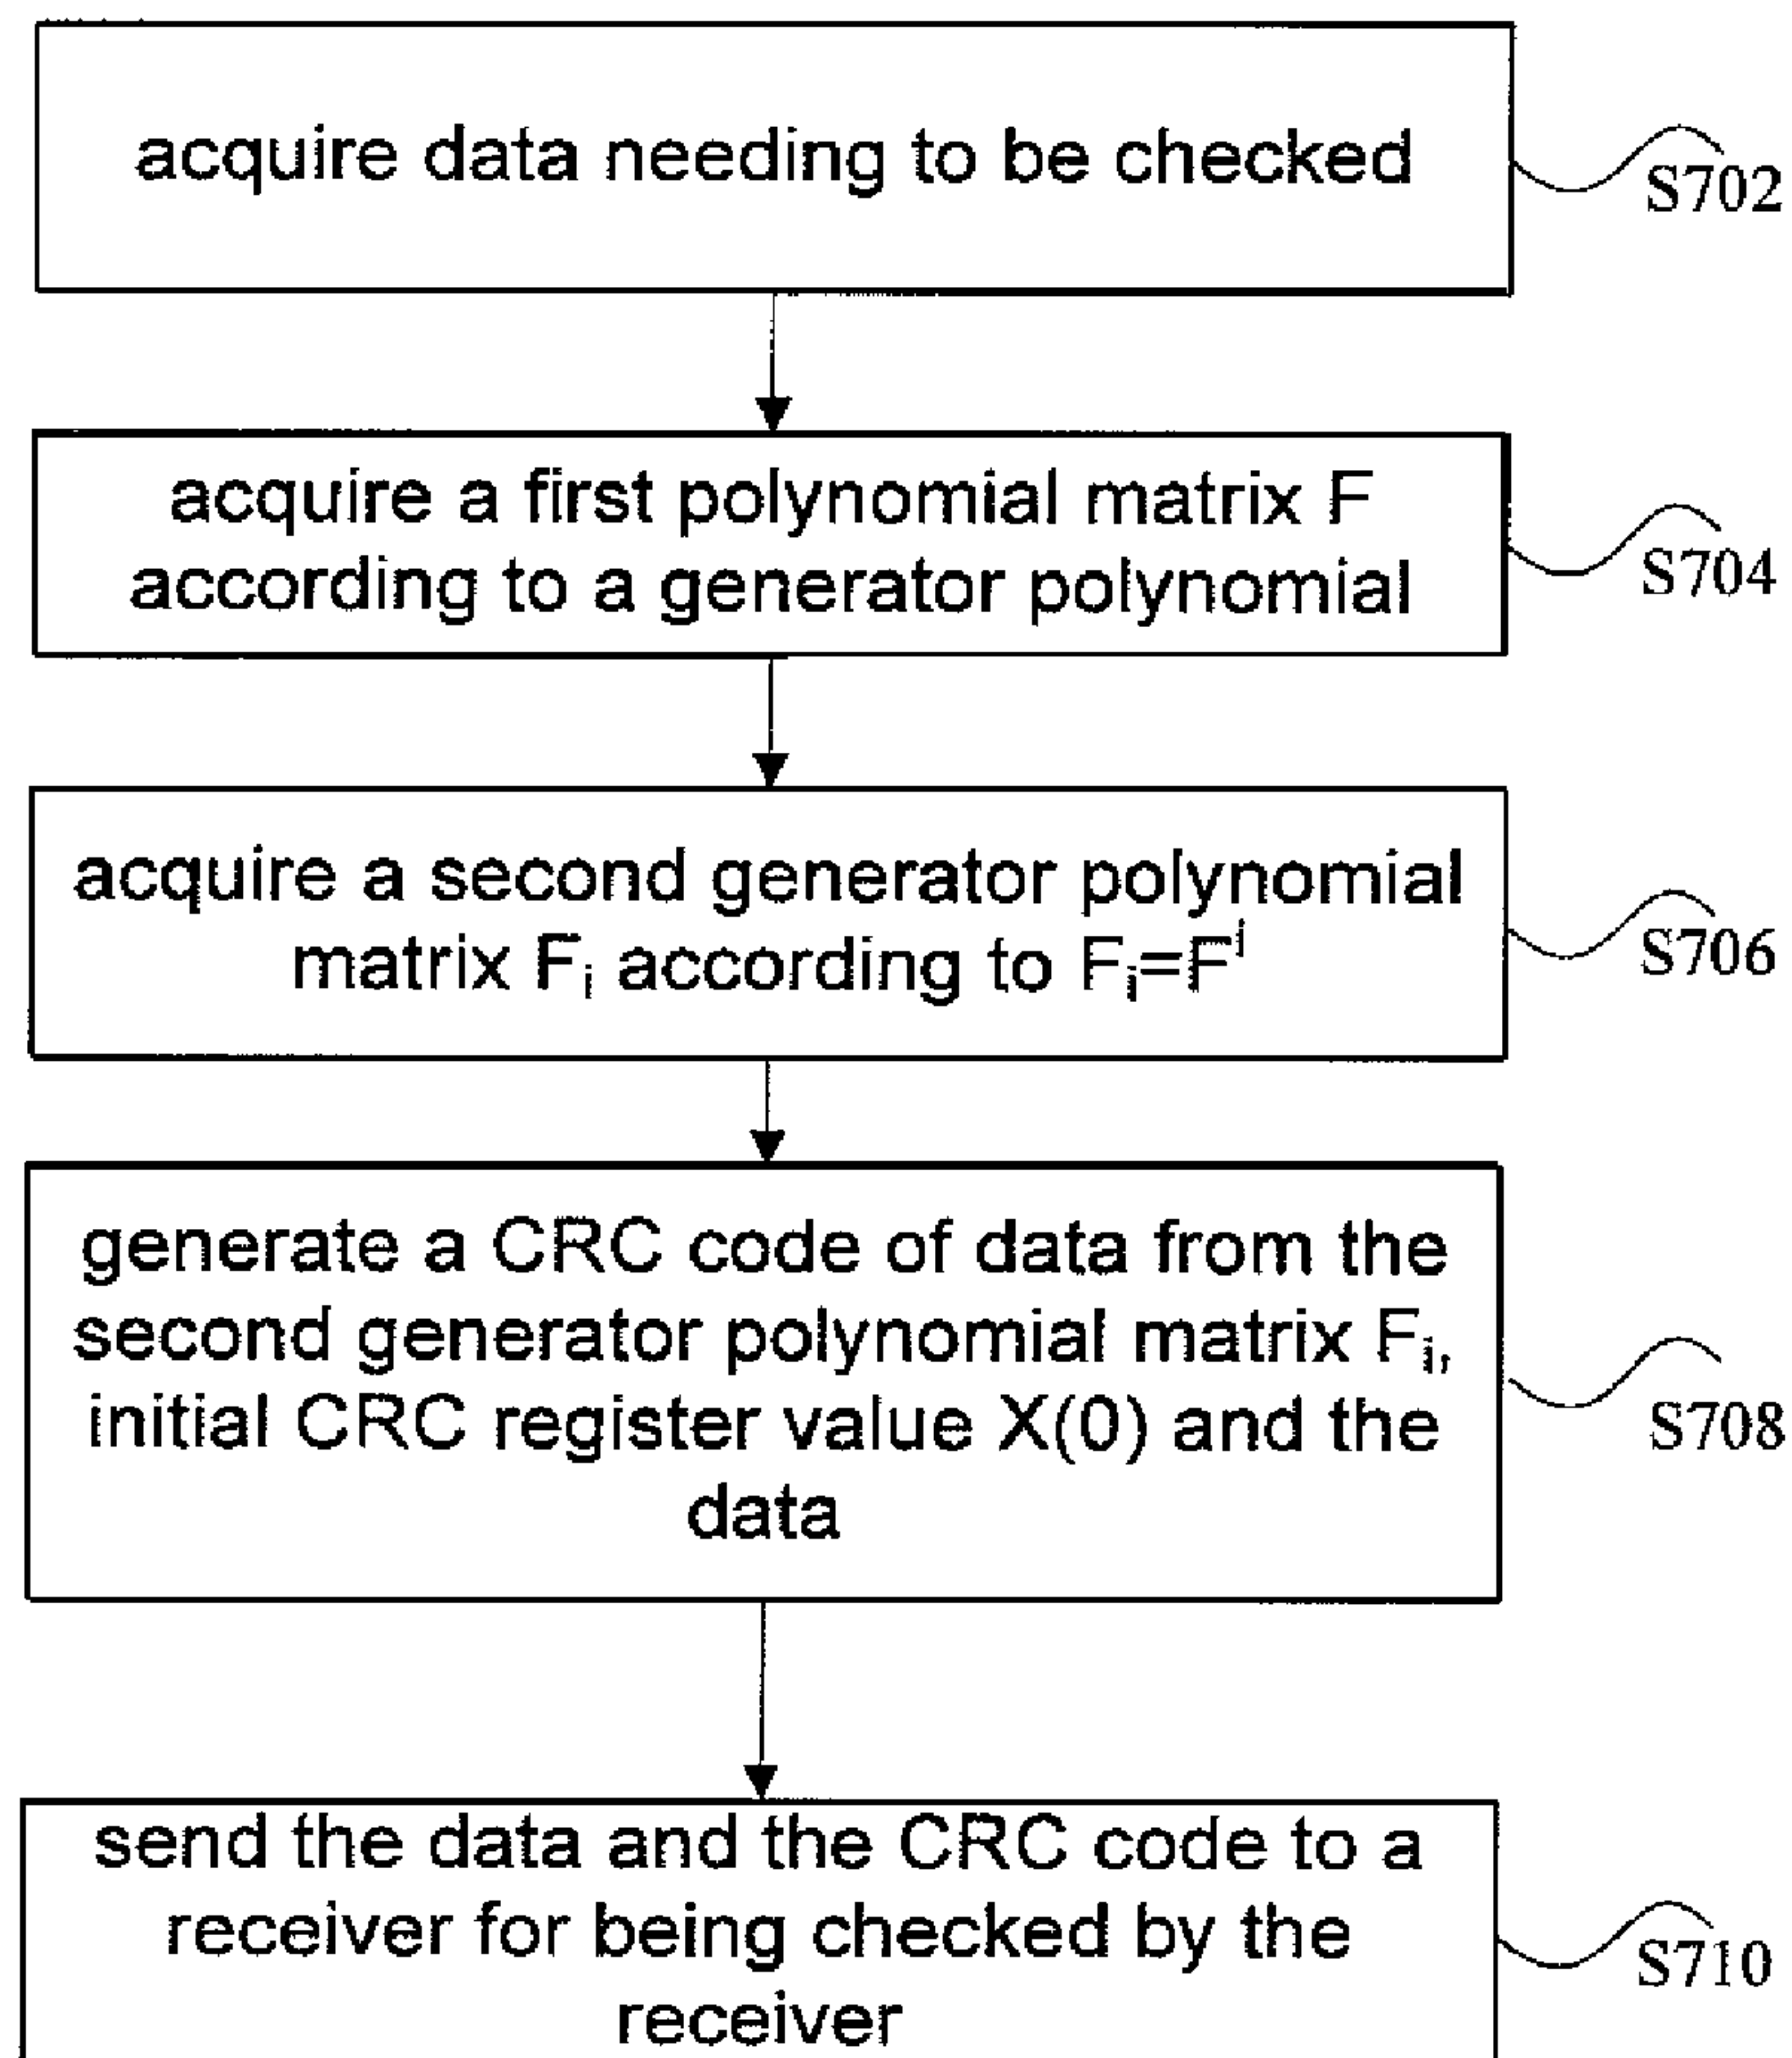 acquire data needing to be checked
S702
acquire a first polynomial matrix F
according to a generator polynomial
S704
acquire a second generator polynomial
matrix Fᵢ according to Fᵢ=Fⁱ
S706
generate a CRC code of data from the
second generator polynomial matrix Fᵢ,
initial CRC register value X(0) and the
data
S708
send the data and the CRC code to a
receiver for being checked by the
receiver
S710